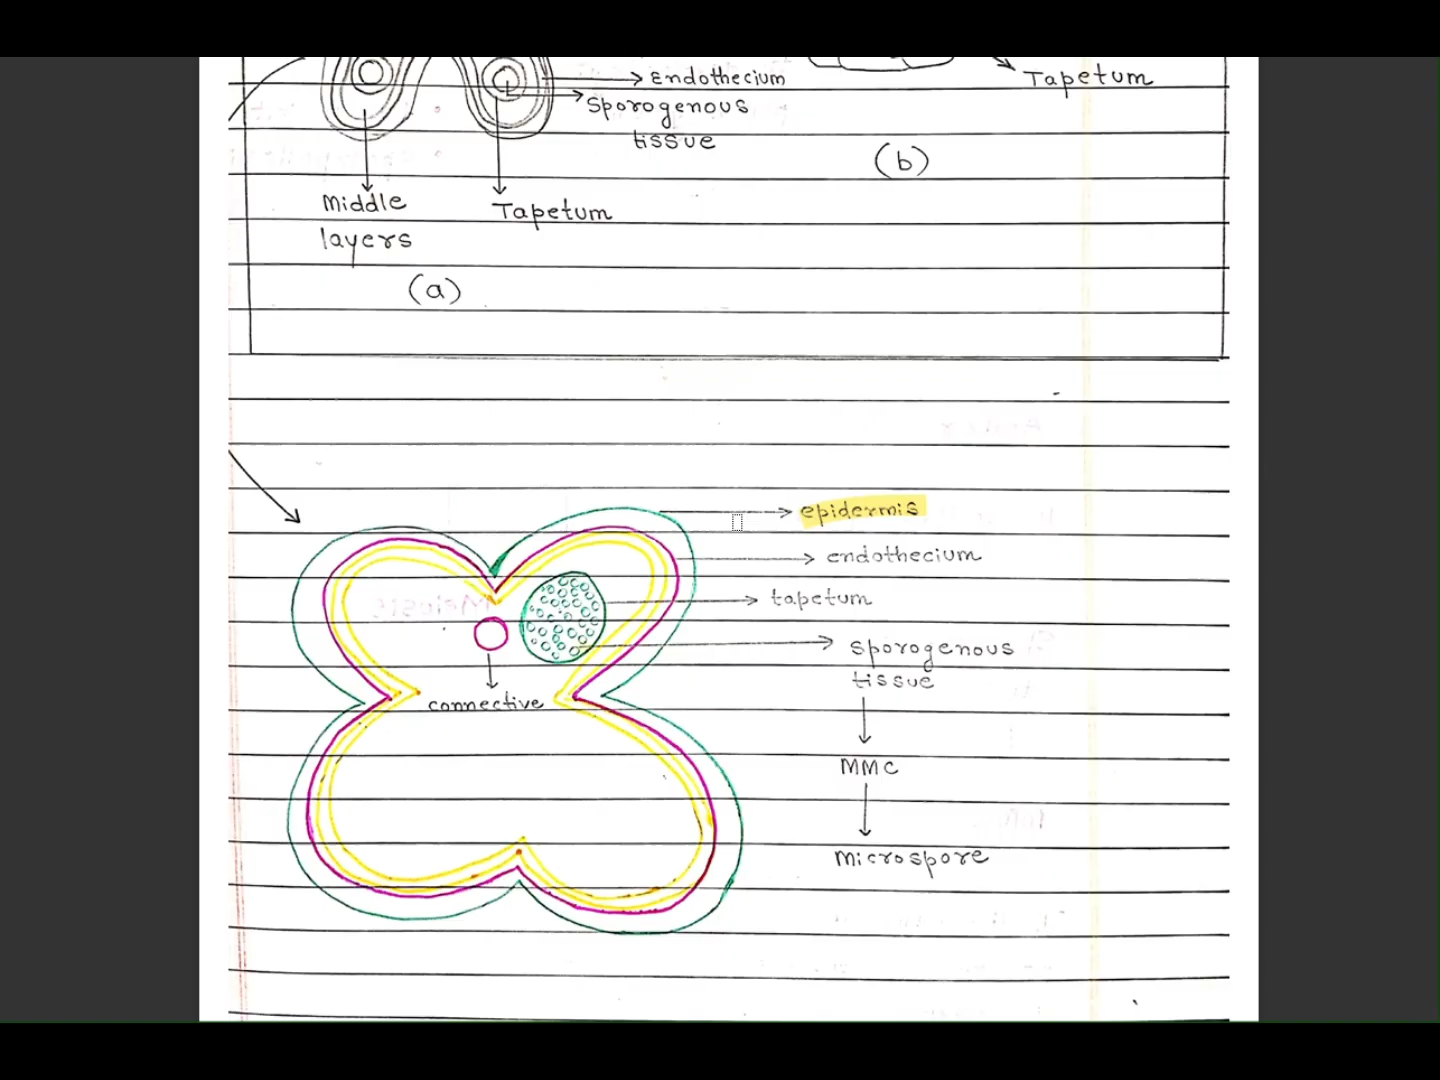 Endothecium
Tapetum
Sporogenous
tissue
(b)
Middle
layers
Tapetum
(a)
epidermis
endothecium
tapetum
sporogenous
tissue
connective
MMC
Microspore